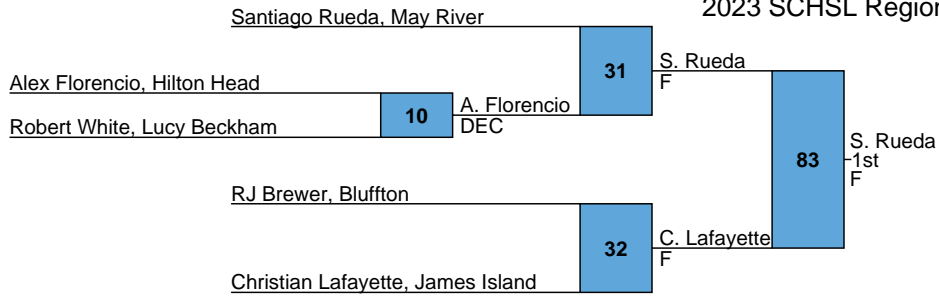 2023 SCHSL Region
Santiago Rueda, May River
31
S. Rueda
F
Alex Florencio, Hilton Head
10
A. Florencio
DEC
Robert White, Lucy Beckham
83
S. Rueda
1st
F
RJ Brewer, Bluffton
32
C. Lafayette
F
Christian Lafayette, James Island